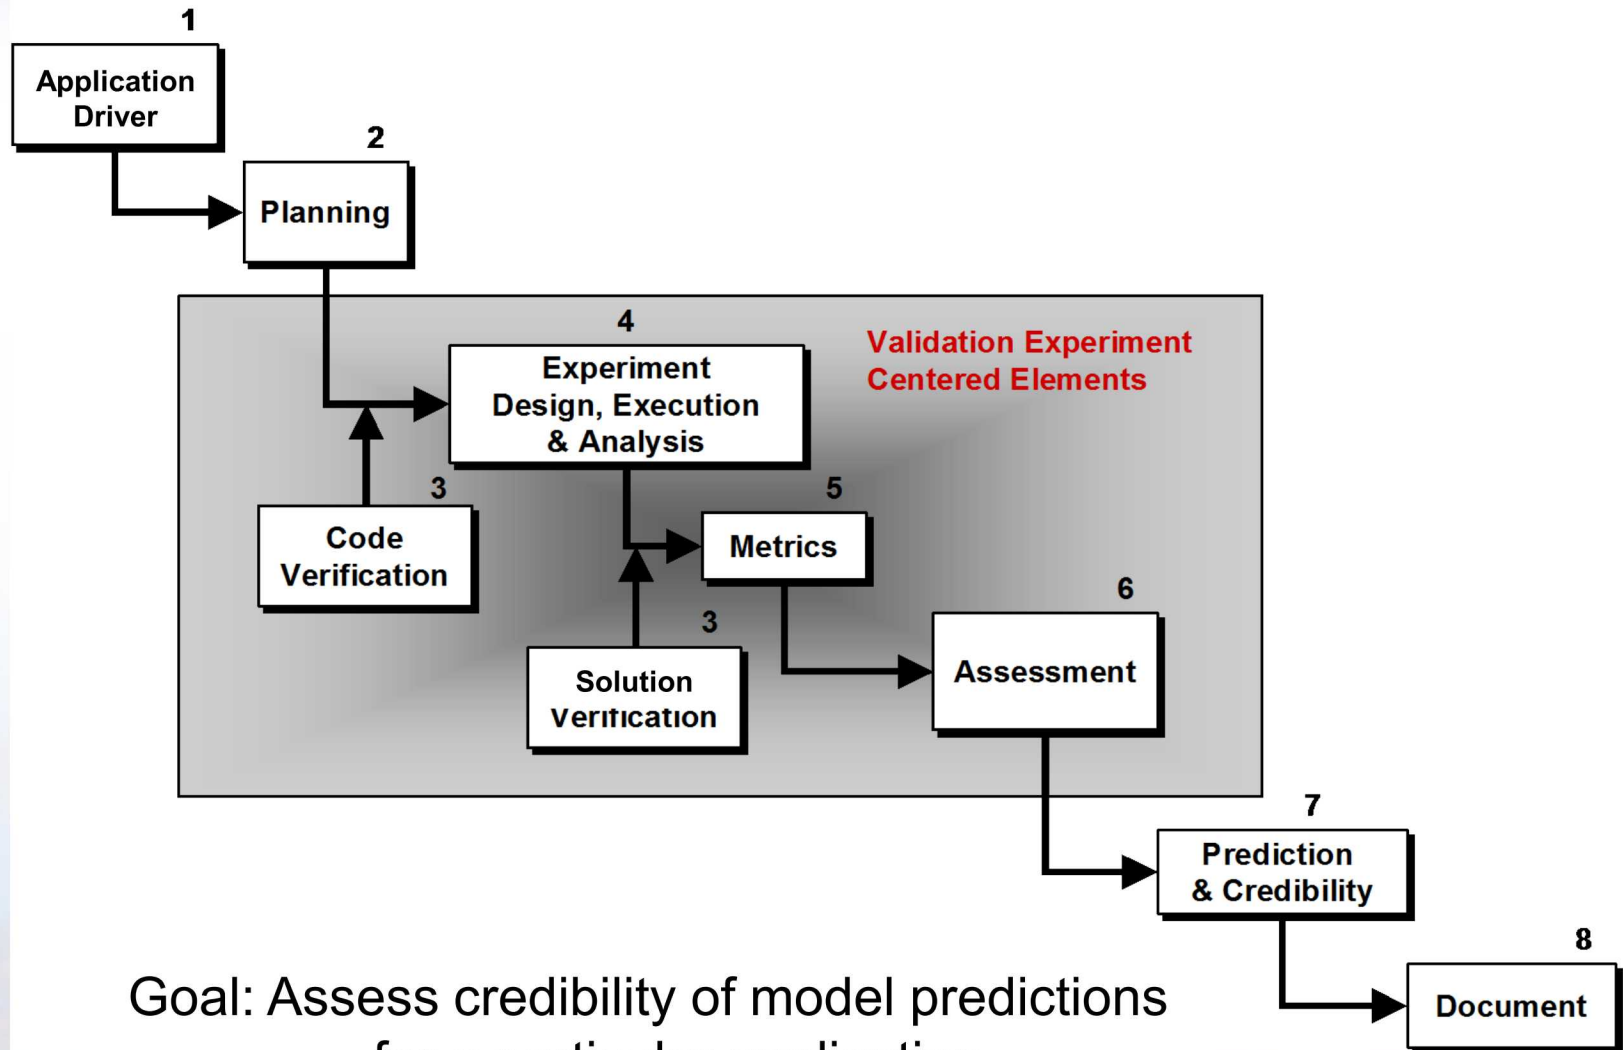 1
Application
Driver
2
Planning
4
Experiment
Design, Execution
& Analysis
Validation Experiment
Centered Elements
3
Code
Verification
5
Metrics
3
Solution
Verification
6
Assessment
7
Prediction
& Credibility
8
Document
Goal: Assess credibility of model predictions